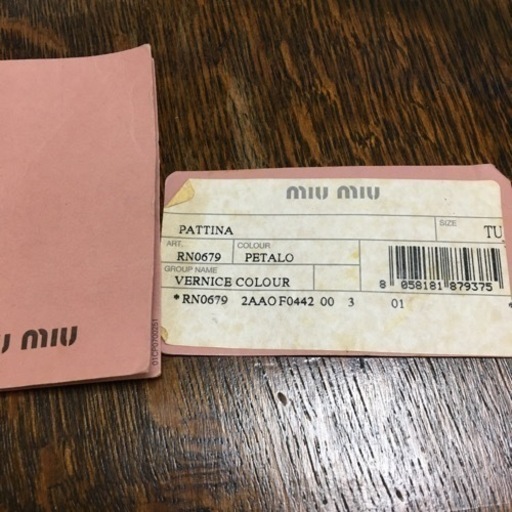 miu miu
PATTINA
SIZE
TU
ART.
COLOUR
RN0679
PETALO
GROUP NAME
VERNICE COLOUR
8 058181 879375
*RN0679 2AAO F0442 00 3 01 *
U miu